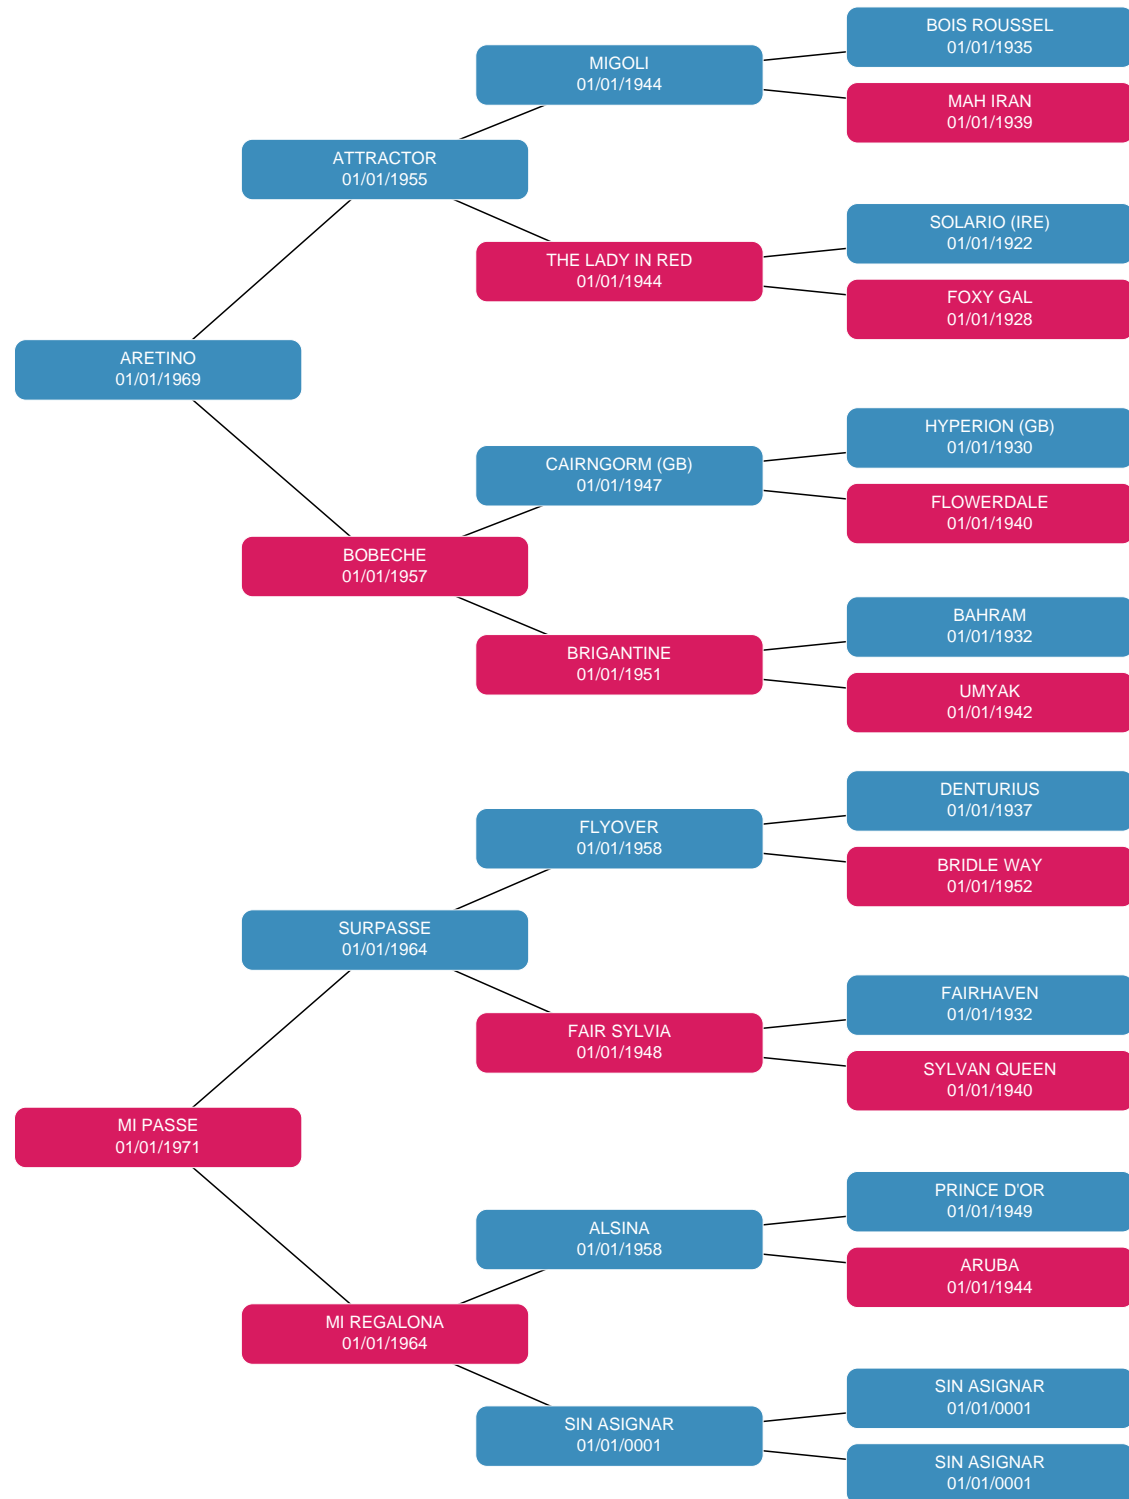 BOIS ROUSSEL
01/01/1935
MIGOLI
01/01/1944
MAH IRAN
01/01/1939
ATTRACTOR
01/01/1955
SOLARIO (IRE)
01/01/1922
THE LADY IN RED
01/01/1944
FOXY GAL
01/01/1928
ARETINO
01/01/1969
HYPERION (GB)
01/01/1930
CAIRNGORM (GB)
01/01/1947
FLOWERDALE
01/01/1940
BOBECHE
01/01/1957
BAHRAM
01/01/1932
BRIGANTINE
01/01/1951
UMYAK
01/01/1942
DENTURIUS
01/01/1937
FLYOVER
01/01/1958
BRIDLE WAY
01/01/1952
SURPASSE
01/01/1964
FAIRHAVEN
01/01/1932
FAIR SYLVIA
01/01/1948
SYLVAN QUEEN
01/01/1940
MI PASSE
01/01/1971
PRINCE D'OR
01/01/1949
ALSINA
01/01/1958
ARUBA
01/01/1944
MI REGALONA
01/01/1964
SIN ASIGNAR
01/01/0001
SIN ASIGNAR
01/01/0001
SIN ASIGNAR
01/01/0001